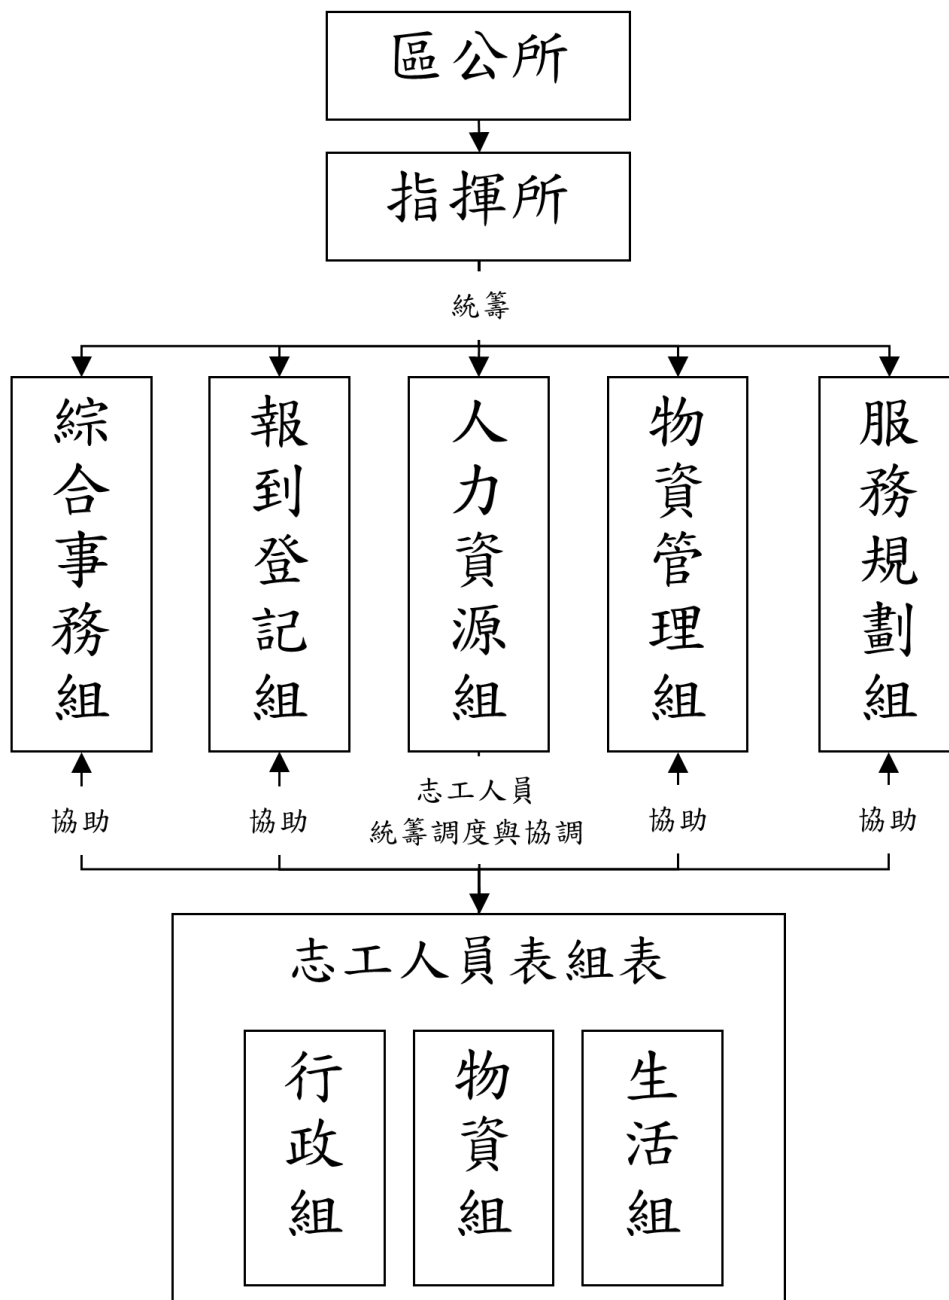 區公所
指揮所
統籌
綜合事務組
報到登記組
人力資源組
物資管理組
服務規劃組
協助
協助
志工人員
統籌調度與協調
協助
協助
志工人員表組表
行政組
物資組
生活組